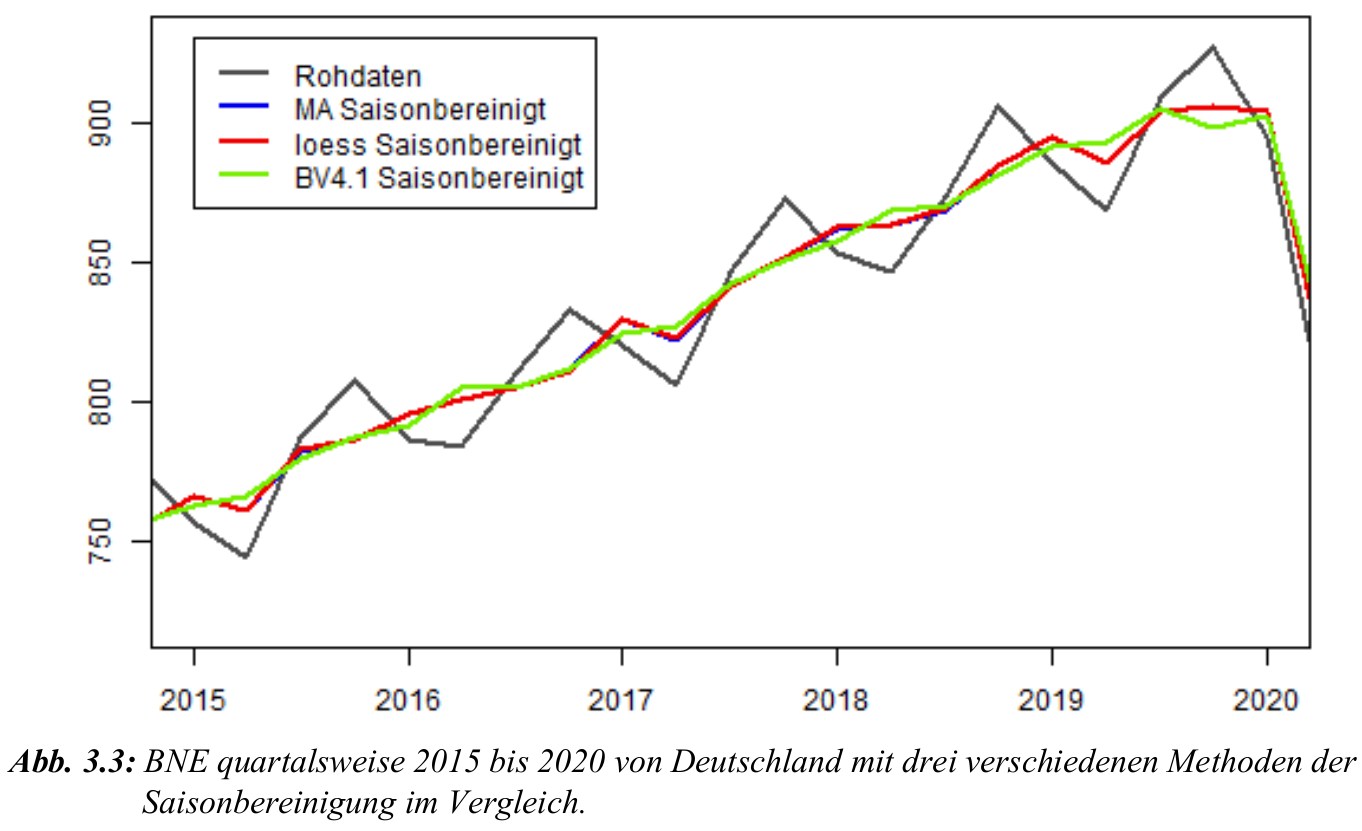 Rohdaten
MA Saisonbereinigt
loess Saisonbereinigt
BV4.1 Saisonbereinigt
900
850
800
750
2015 2016 2017 2018 2019 2020
Abb. 3.3: BNE quartalsweise 2015 bis 2020 von Deutschland mit drei verschiedenen Methoden der
Saisonbereinigung im Vergleich.